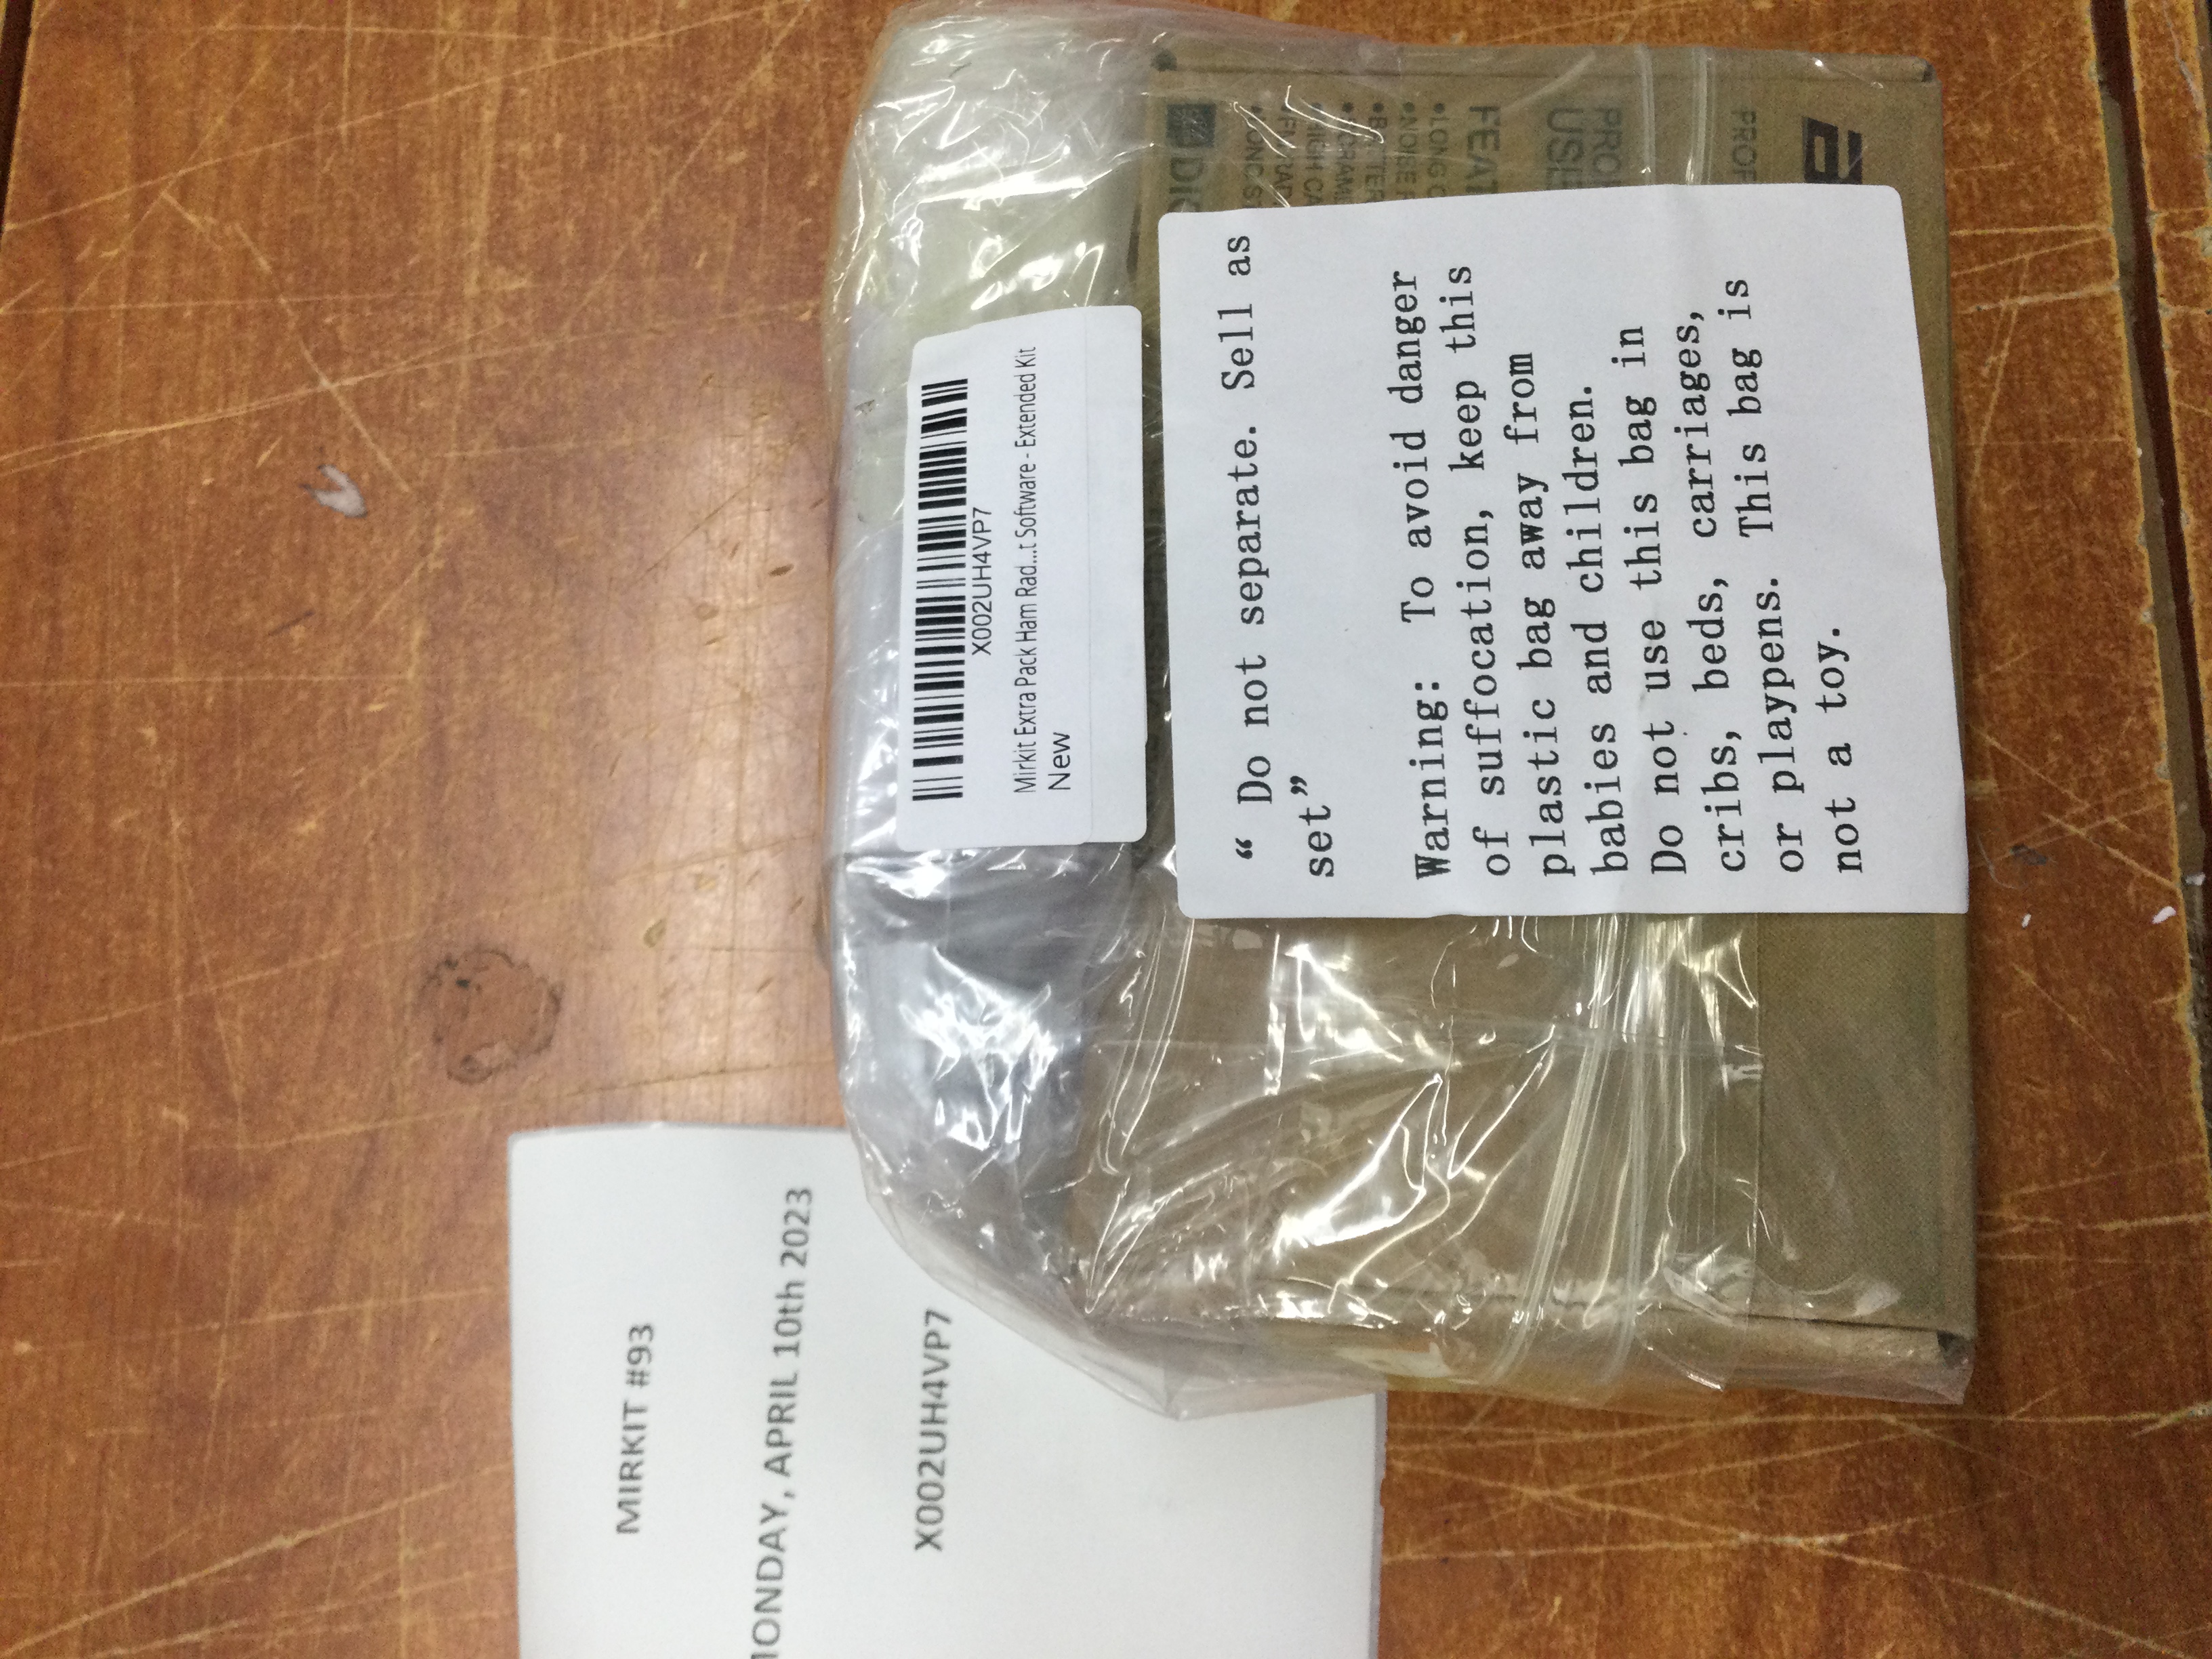 MIRKIT #93
MONDAY, APRIL 10th 2023
X002UH4VP7
X002UH4VP7
Mirkit Extra Pack Ham Rad...t Software - Extended Kit
New
“ Do not separate. Sell as
set”
Warning: To avoid danger
of suffocation, keep this
plastic bag away from
babies and children.
Do not use this bag in
cribs, beds, carriages,
or playpens. This bag is
not a toy.